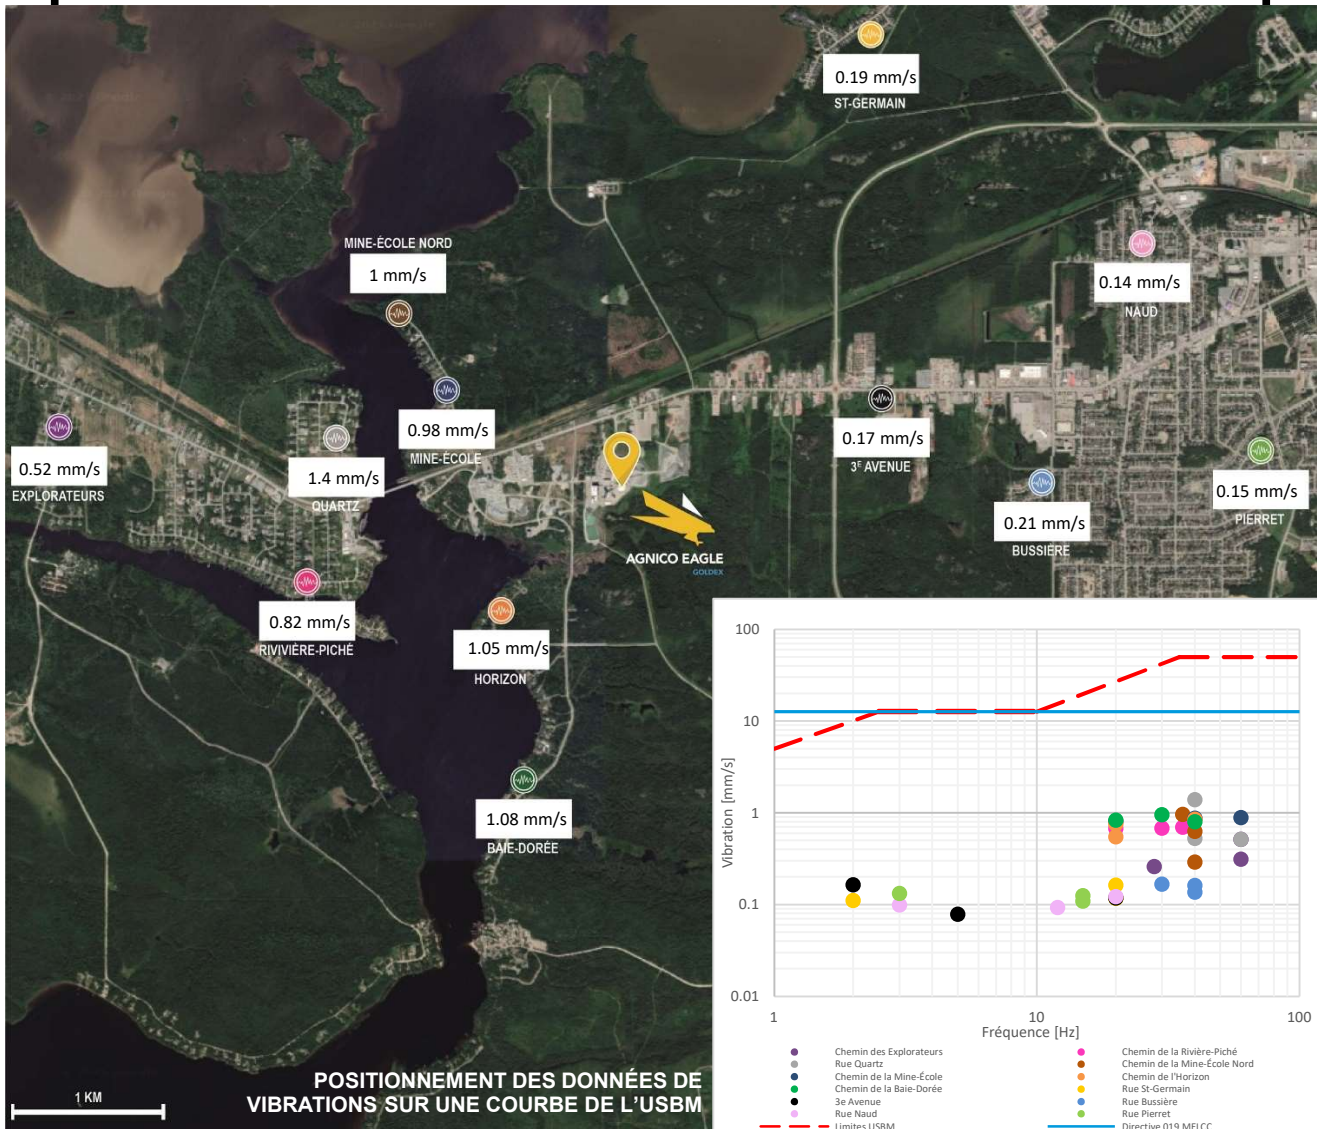 0.19 mm/s
ST-GERMAIN
MINE-ÉCOLE NORD
1 mm/s
0.14 mm/s
NAUD
0.98 mm/s
MINE-ÉCOLE
0.52 mm/s
EXPLORATEURS
1.4 mm/s
QUARTZ
0.17 mm/s
3E AVENUE
0.21 mm/s
BUSSIÈRE
0.15 mm/s
PIERRET
AGNICO EAGLE
GOLDEX
0.82 mm/s
RIVIVIÈRE-PICHÉ
1.05 mm/s
HORIZON
1.08 mm/s
BAIE-DORÉE
POSITIONNEMENT DES DONNÉES DE
VIBRATIONS SUR UNE COURBE DE L'USBM
1 KM
100
10
1
0.1
0.01
Vibration [mm/s]
1
10
100
Fréquence [Hz]
Chemin des Explorateurs
Chemin de la Rivière-Piché
Rue Quartz
Chemin de la Mine-École Nord
Chemin de la Mine-École
Chemin de l'Horizon
Chemin de la Baie-Dorée
Rue St-Germain
3e Avenue
Rue Bussière
Rue Naud
Rue Pierret
Limites USBM
Directive 019 MELCC